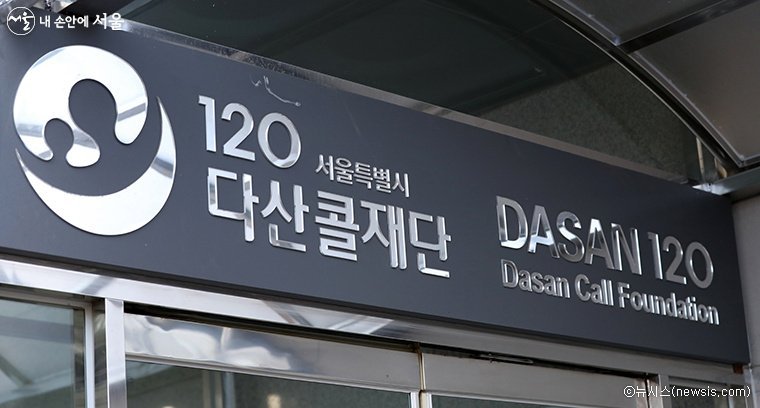 내 손안에 서울
120 서울특별시
다산콜재단
DASAN 120
Dasan Call Foundation
©뉴시스(newsis.com)